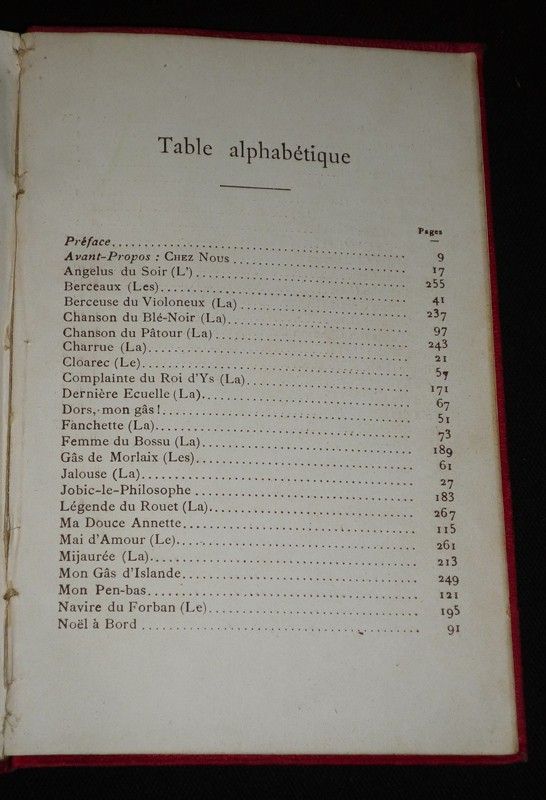 Table alphabétique
Pages
Préface 9
Avant-Propos : CHEZ NOUS 17
Angelus du Soir (L') 255
Berceaux (Les) 41
Berceuse du Violoneux (La) 237
Chanson du Blé-Noir (La) 97
Chanson du Pâtour (La) 243
Charrue (La) 21
Cloarec (Le) 57
Complainte du Roi d'Ys (La) 171
Dernière Ecuelle (La) 67
Dors, mon gâs ! 51
Fanchette (La) 73
Femme du Bossu (La) 189
Gâs de Morlaix (Les) 61
Jalouse (La) 27
Jobic-le-Philosophe 183
Légende du Rouet (La) 267
Ma Douce Annette 115
Mai d'Amour (Le) 261
Mijaurée (La) 213
Mon Gâs d'Islande 249
Mon Pen-bas 121
Navire du Forban (Le) 195
Noël à Bord 91